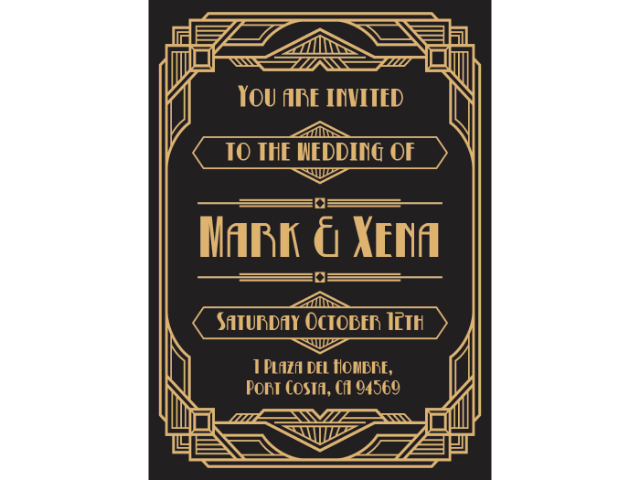 You are invited
to the wedding of
Mark & Xena
Saturday October 12th
1 Plaza del Hombre,
Port Costa, CA 94569